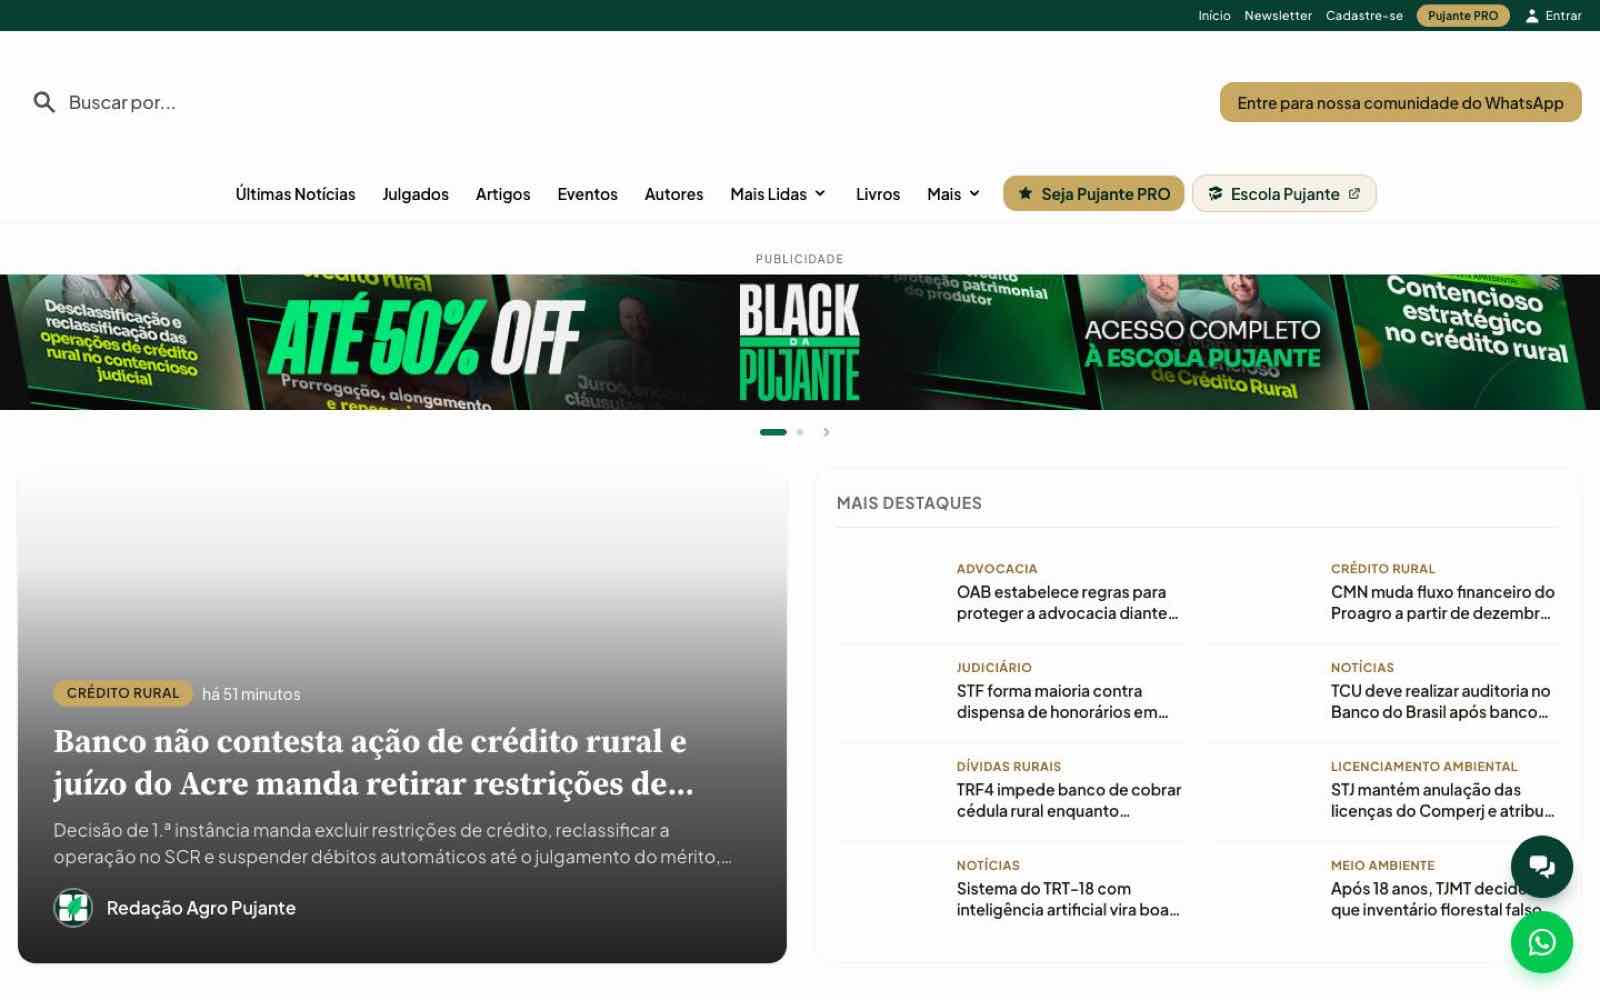 Início Newsletter Cadastre-se Pujante PRO Entrar
Buscar por...
Entre para nossa comunidade do WhatsApp
Últimas Notícias Julgados Artigos Eventos Autores Mais Lidas Livros Mais Seja Pujante PRO Escola Pujante
PUBLICIDADE
Desclassificação e
reclassificação das
operações de crédito
rural no contencioso
judicial
crédito rural
ATÉ 50% OFF
Prorrogação, alongamento
BLACK
DA
PUJANTE
proteção patrimonial
do produtor
ACESSO COMPLETO
À ESCOLA PUJANTE
de Crédito Rural
Contencioso
estratégico
no crédito rural
CRÉDITO RURAL há 51 minutos
Banco não contesta ação de crédito rural e
juízo do Acre manda retirar restrições de...
Decisão de 1.ª instância manda excluir restrições de crédito, reclassificar a
operação no SCR e suspender débitos automáticos até o julgamento do mérito,...
Redação Agro Pujante
MAIS DESTAQUES
ADVOCACIA
OAB estabelece regras para
proteger a advocacia diante...
CRÉDITO RURAL
CMN muda fluxo financeiro do
Proagro a partir de dezembr...
JUDICIÁRIO
STF forma maioria contra
dispensa de honorários em...
NOTÍCIAS
TCU deve realizar auditoria no
Banco do Brasil após banco...
DÍVIDAS RURAIS
TRF4 impede banco de cobrar
cédula rural enquanto...
LICENCIAMENTO AMBIENTAL
STJ mantém anulação das
licenças do Comperj e atribu...
NOTÍCIAS
Sistema do TRT-18 com
inteligência artificial vira boa...
MEIO AMBIENTE
Após 18 anos, TJMT decid
que inventário florestal falso